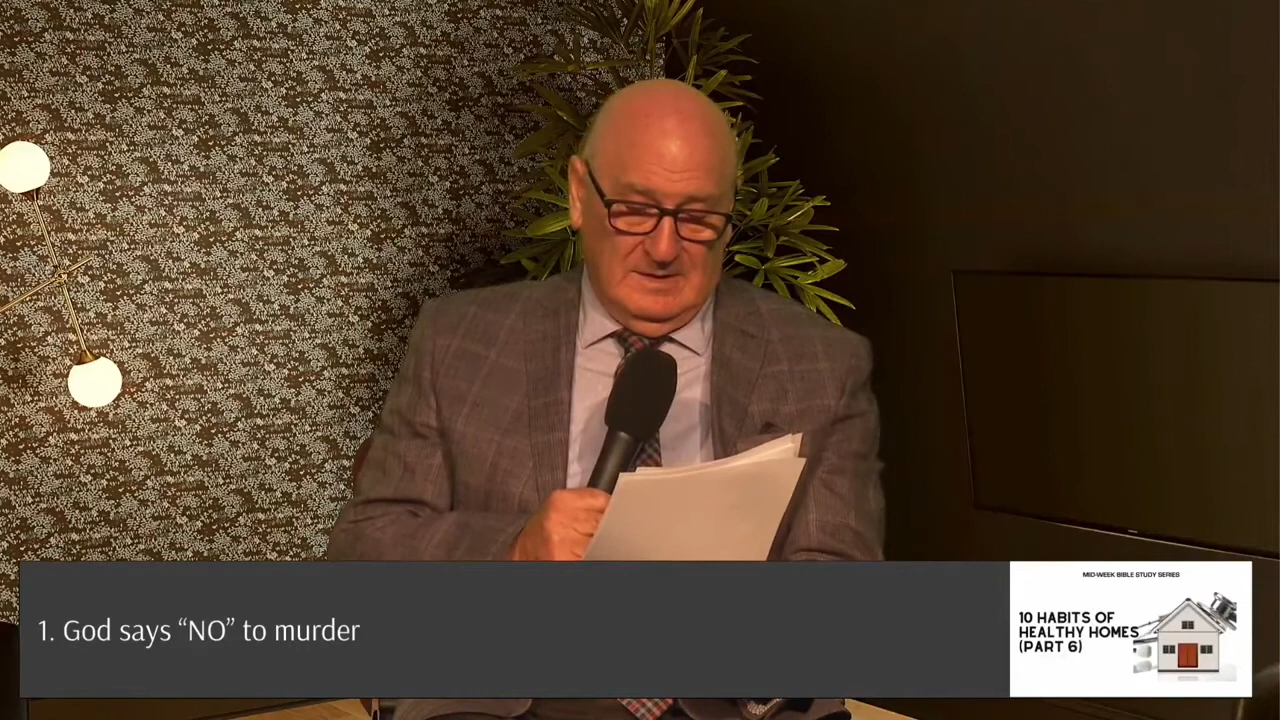 1. God says “NO” to murder
MID-WEEK BIBLE STUDY SERIES
10 HABITS OF
HEALTHY HOMES
(PART 6)